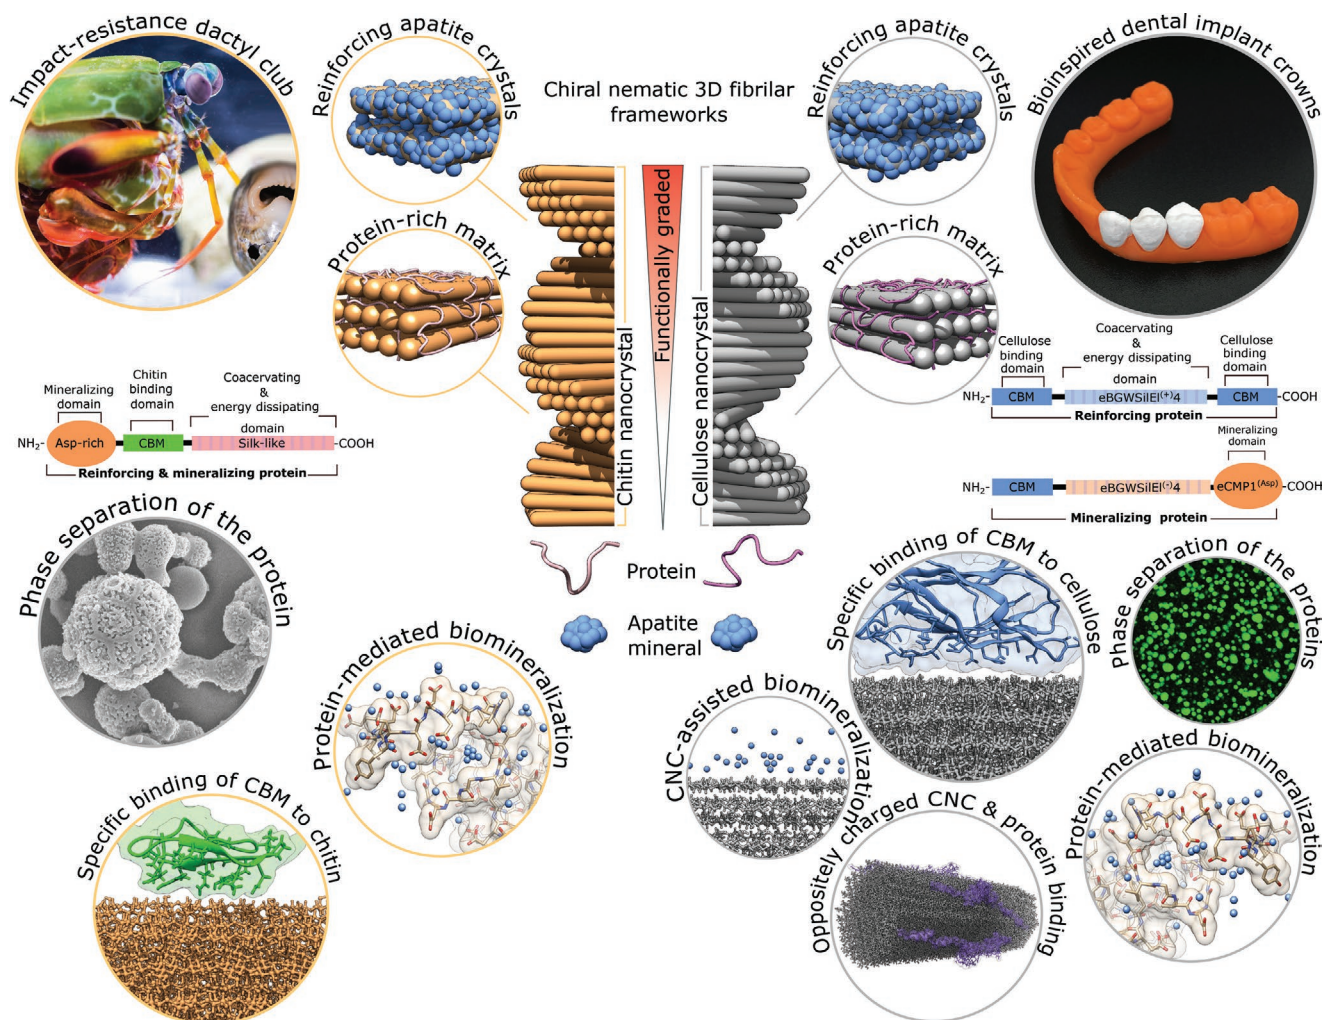 Impact-resistance dactyl club
Reinforcing apatite crystals
Chiral nematic 3D fibrilar
frameworks
Reinforcing apatite crystals
Bioinspired dental implant crowns
Protein-rich matrix
Chitin nanocrystal
Functionally graded
Cellulose nanocrystal
Protein-rich matrix
Mineralizing
domain
Chitin
binding
domain
Coacervating
&
energy dissipating
domain
NH2- Asp-rich CBM Silk-like -COOH
Reinforcing & mineralizing protein
Cellulose
binding
domain
Coacervating
&
energy dissipating
domain
Cellulose
binding
domain
NH2- CBM eBGWSilEl(+)4 CBM -COOH
Reinforcing protein
Mineralizing
domain
NH2- CBM eBGWSilEl(-)4 eCMP1(Asp) -COOH
Mineralizing protein
Protein
Apatite
mineral
Phase separation of the protein
Protein-mediated biomineralization
Specific binding of CBM to chitin
Specific binding of CBM to cellulose
Phase separation of the proteins
CNC-assisted biomineralization
Oppositely charged CNC & protein binding
Protein-mediated biomineralization